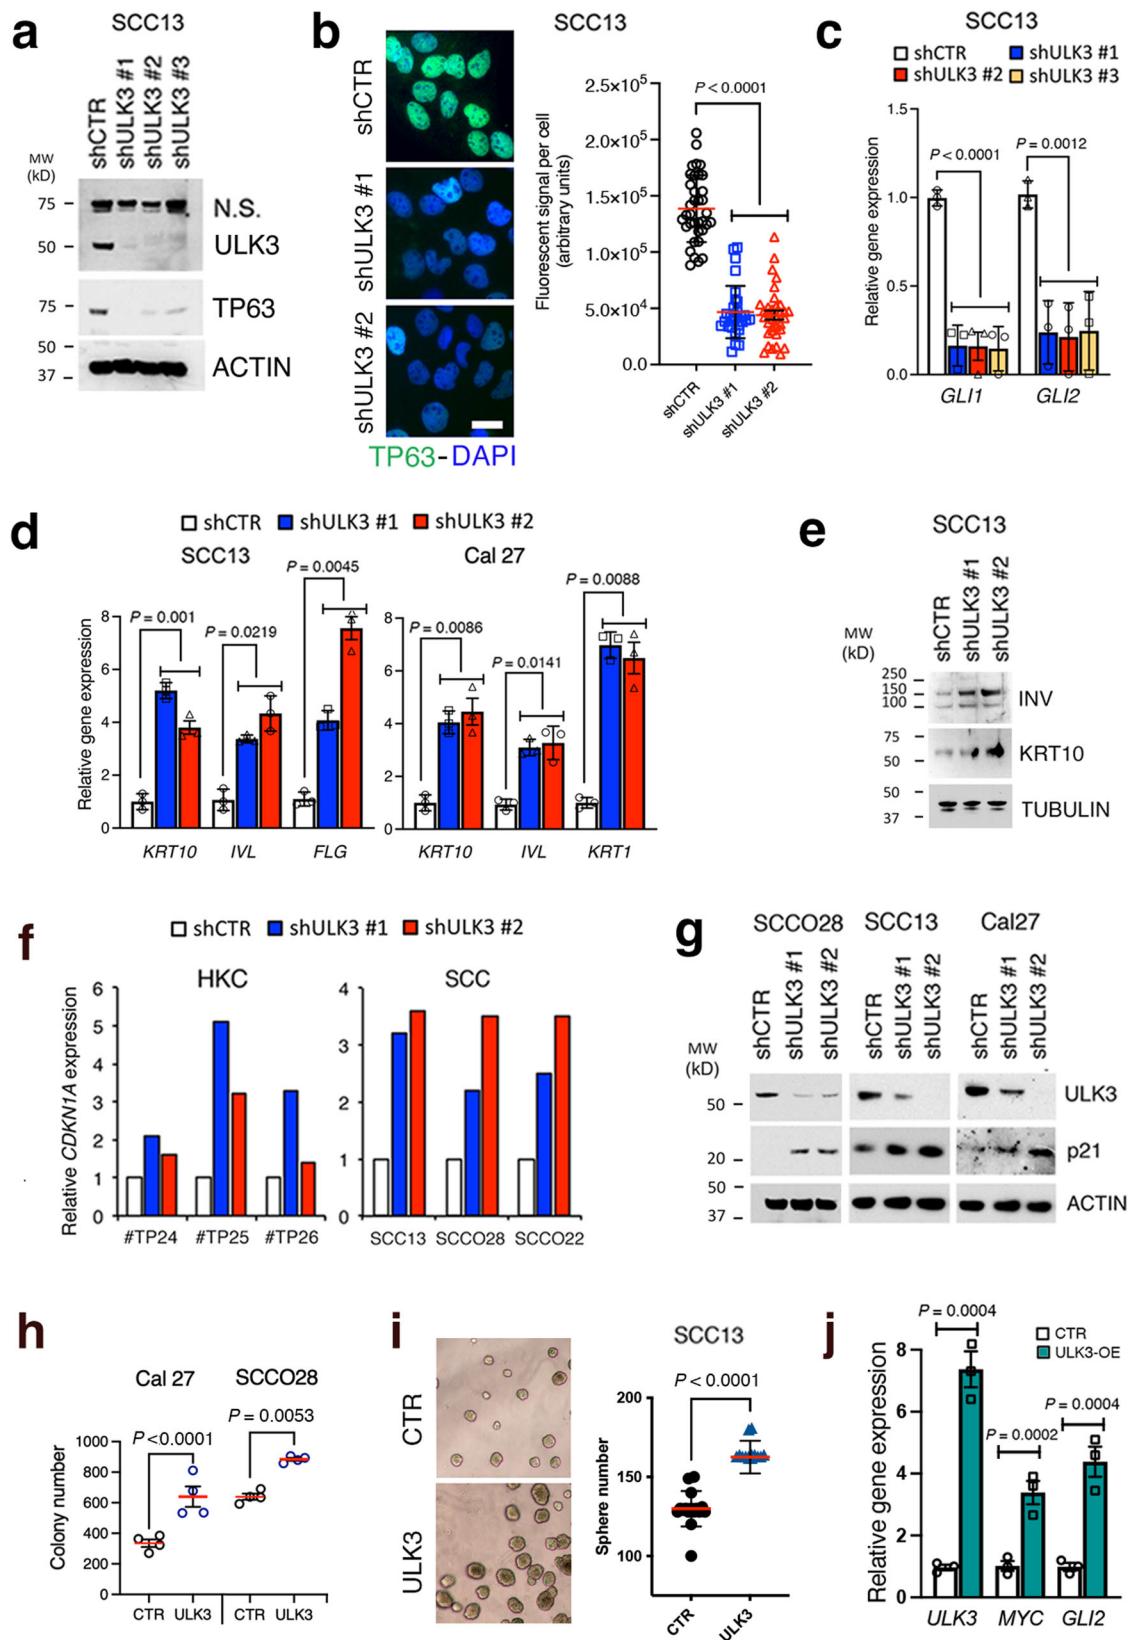 a
SCC13
shCTR
shULK3 #1
shULK3 #2
shULK3 #3
MW
(kD)
75
50
75
50
37
N.S.
ULK3
TP63
ACTIN
b
SCC13
shCTR
shULK3 #1
shULK3 #2
TP63-DAPI
Fluorescent signal per cell
(arbitrary units)
2.5×10⁵
2.0×10⁵
1.5×10⁵
1.0×10⁵
5.0×10⁴
0.0
P < 0.0001
shCTR
shULK3 #1
shULK3 #2
c
SCC13
shCTR
shULK3 #1
shULK3 #2
shULK3 #3
Relative gene expression
1.5
1.0
0.5
0.0
P < 0.0001
P = 0.0012
GLI1
GLI2
d
shCTR
shULK3 #1
shULK3 #2
SCC13
Cal 27
Relative gene expression
8
6
4
2
0
P = 0.001
P = 0.0219
P = 0.0045
KRT10
IVL
FLG
8
6
4
2
0
P = 0.0086
P = 0.0141
P = 0.0088
KRT10
IVL
KRT1
e
SCC13
shCTR
shULK3 #1
shULK3 #2
MW
(kD)
250
150
100
75
50
50
37
INV
KRT10
TUBULIN
f
shCTR
shULK3 #1
shULK3 #2
HKC
SCC
Relative CDKN1A expression
6
5
4
3
2
1
0
#TP24
#TP25
#TP26
4
3
2
1
0
SCC13
SCCO28
SCCO22
g
SCCO28
SCC13
Cal27
shCTR
shULK3 #1
shULK3 #2
shCTR
shULK3 #1
shULK3 #2
shCTR
shULK3 #1
shULK3 #2
MW
(kD)
50
20
50
37
ULK3
p21
ACTIN
h
Cal 27
SCCO28
P <0.0001
P = 0.0053
Colony number
1000
800
600
400
200
0
CTR
ULK3
CTR
ULK3
i
CTR
ULK3
SCC13
P < 0.0001
Sphere number
200
150
100
CTR
ULK3
j
P = 0.0004
CTR
ULK3-OE
P = 0.0002
P = 0.0004
Relative gene expression
8
6
4
2
0
ULK3
MYC
GLI2